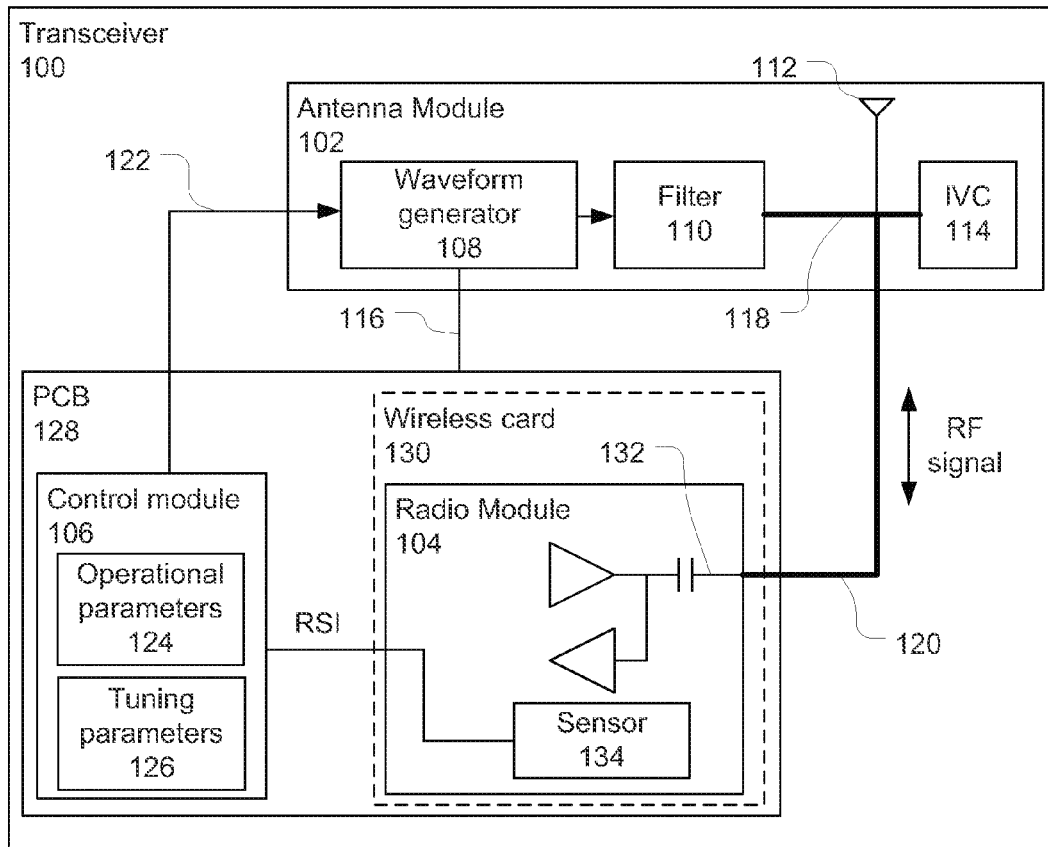 Transceiver
100
112
Antenna Module
102
122
Waveform
generator
108
Filter
110
IVC
114
116
118
PCB
128
Wireless card
130
132
RF
signal
Control module
106
Radio Module
104
Operational
parameters
124
RSI
120
Tuning
parameters
126
Sensor
134